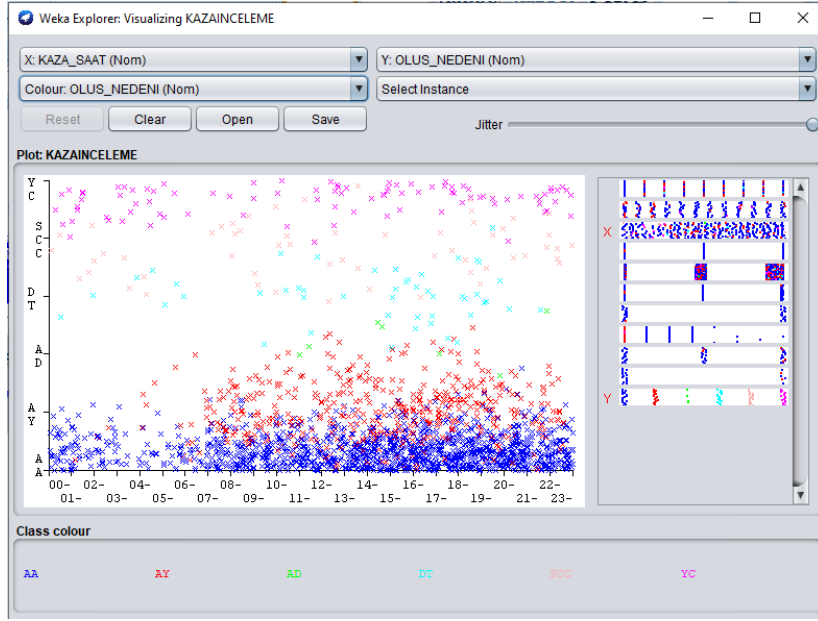 Weka Explorer: Visualizing KAZAINCELEME
X: KAZA_SAAT (Nom)
Y: OLUS_NEDENI (Nom)
Colour: OLUS_NEDENI (Nom)
Select Instance
Reset
Clear
Open
Save
Jitter
Plot: KAZAINCELEME
YC
SCC
DT
AD
AY
AA
00- 02- 04- 06- 08- 10- 12- 14- 16- 18- 20- 22-
01- 03- 05- 07- 09- 11- 13- 15- 17- 19- 21- 23-
X
Y
Class colour
AA AY AD DT SCC YC